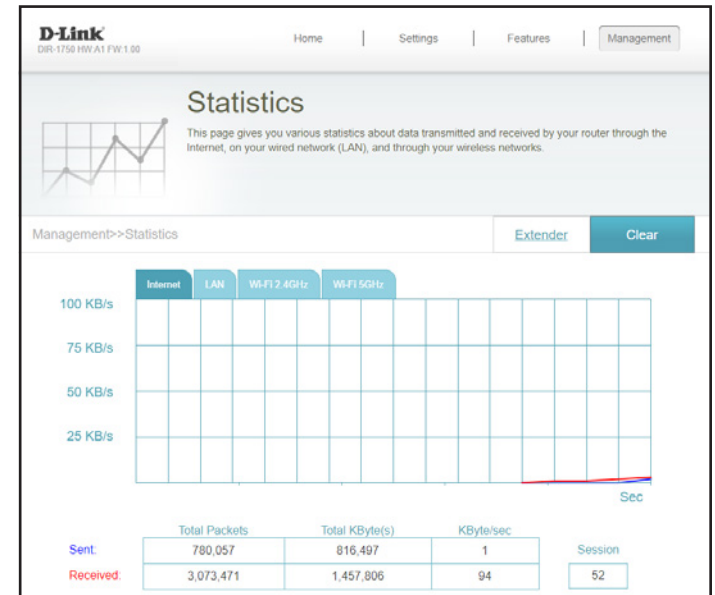 D-Link
DIR-1750 HW:A1 FW:1.00
Home | Settings | Features | Management
Statistics
This page gives you various statistics about data transmitted and received by your router through the
Internet, on your wired network (LAN), and through your wireless networks.
Management>>Statistics
Extender
Clear
Internet LAN Wi-Fi 2.4GHz Wi-Fi 5GHz
100 KB/s
75 KB/s
50 KB/s
25 KB/s
Sec
Total Packets Total KByte(s) KByte/sec
Sent: 780,057 816,497 1 Session
Received: 3,073,471 1,457,806 94 52